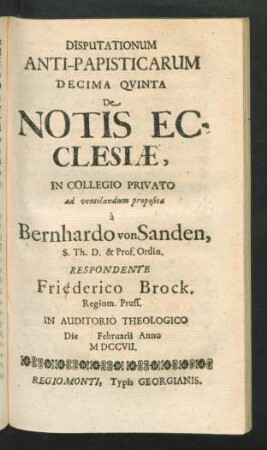 DISPUTATIONUM
ANTI-PAPISTICARUM
DECIMA QVINTA
De
NOTIS EC-
CLESIÆ,
IN COLLEGIO PRIVATO
ad ventilandum proposita
à
Bernhardo von Sanden,
S. Th. D. & Prof. Ordin.
RESPONDENTE
Friederico Brock.
Regiom. Pruss.
IN AUDITORIO THEOLOGICO
Die Februarii Anno
MDCCVII.
REGIOMONTI, Typis GEORGIANIS.